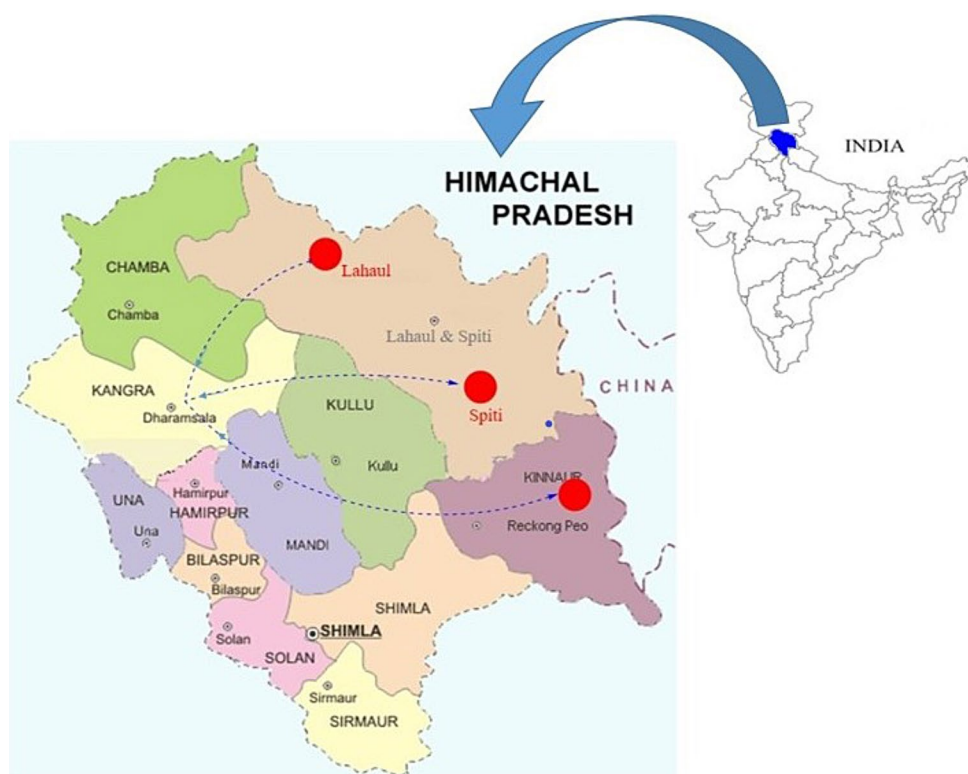 INDIA
HIMACHAL
PRADESH
CHAMBA
Chamba
Lahaul
Lahaul & Spiti
CHINA
KANGRA
Dharamsala
KULLU
Kullu
Spiti
Mandi
MANDI
KINNAUR
Reckong Peo
UNA
Una
Hamirpur
HAMIRPUR
BILASPUR
Bilaspur
SHIMLA
SHIMLA
Solan
SOLAN
Sirmaur
SIRMAUR